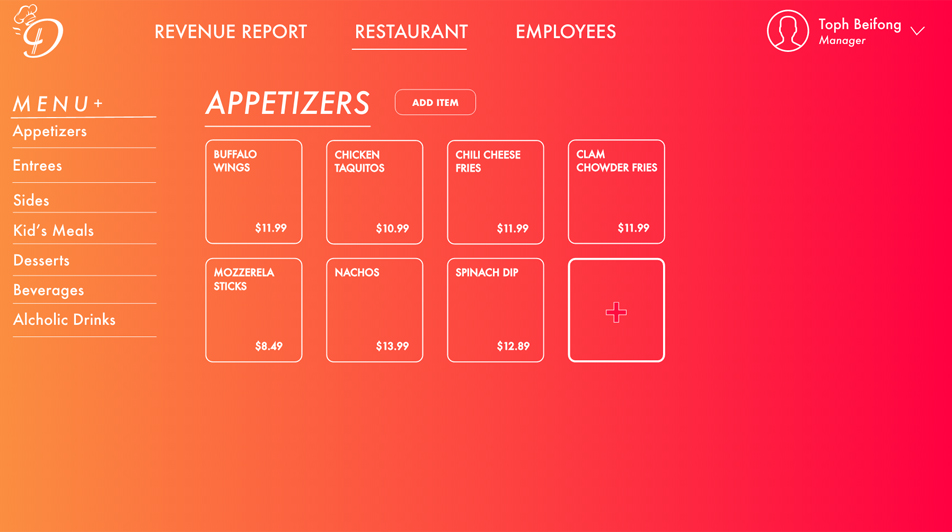 REVENUE REPORT
RESTAURANT
EMPLOYEES
Toph Beifong
Manager
MENU+
Appetizers
Entrees
Sides
Kid's Meals
Desserts
Beverages
Alcholic Drinks
APPETIZERS
ADD ITEM
BUFFALO
WINGS
$11.99
CHICKEN
TAQUITOS
$10.99
CHILI CHEESE
FRIES
$11.99
CLAM
CHOWDER FRIES
$11.99
MOZZERELA
STICKS
$8.49
NACHOS
$13.99
SPINACH DIP
$12.89